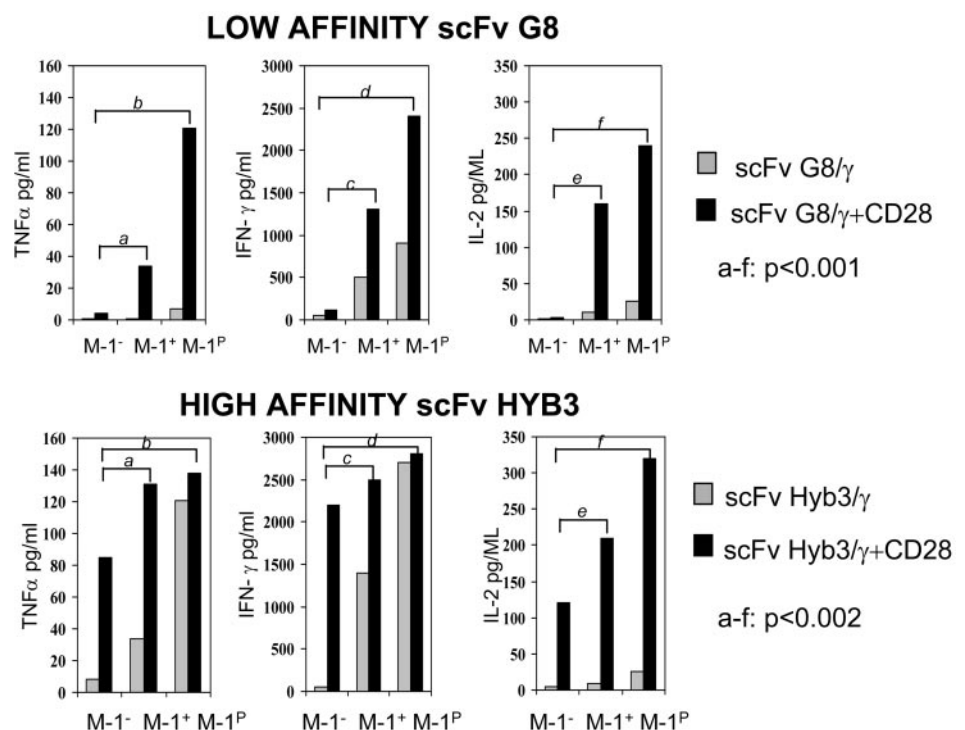 LOW AFFINITY scFv G8
TNFα pg/ml
160
140
120
100
80
60
40
20
0
b
a
M-1⁻ M-1⁺ M-1ᴾ
IFN- γ pg/ml
3000
2500
2000
1500
1000
500
0
d
c
M-1⁻ M-1⁺ M-1ᴾ
IL-2 pg/ML
350
300
250
200
150
100
50
0
f
e
M-1⁻ M-1⁺ M-1ᴾ
scFv G8/γ
scFv G8/γ+CD28
a-f: p<0.001
HIGH AFFINITY scFv HYB3
TNFα pg/ml
160
140
120
100
80
60
40
20
0
b
a
M-1⁻ M-1⁺ M-1ᴾ
IFN- γ pg/ml
3000
2500
2000
1500
1000
500
0
d
c
M-1⁻ M-1⁺ M-1ᴾ
IL-2 pg/ML
350
300
250
200
150
100
50
0
f
e
M-1⁻ M-1⁺ M-1ᴾ
scFv Hyb3/γ
scFv Hyb3/γ+CD28
a-f: p<0.002